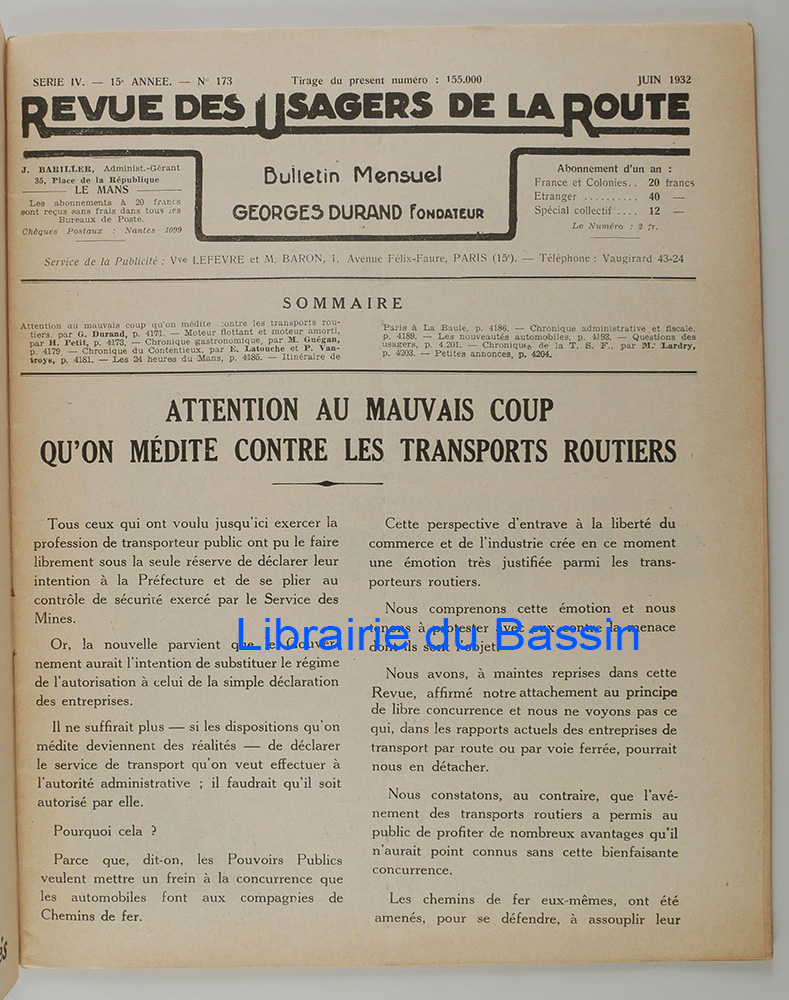 SERIE IV. — 15e ANNEE. — No 173 Tirage du present numéro : 155.000 JUIN 1932
REVUE DES USAGERS DE LA ROUTE
J. BARILLER, Administ.-Gérant
35, Place de la République
LE MANS
Les abonnements à 20 francs
sont reçus sans frais dans tous les
Bureaux de Poste.
Chèques Postaux : Nantes 1099
Bulletin Mensuel
GEORGES DURAND FONDATEUR
Abonnement d'un an :
France et Colonies.. 20 francs
Etranger .......... 40 —
Spécial collectif .... 12 —
Le Numéro : 2 fr.
Service de la Publicité : Vve LEFEVRE et M. BARON, 1, Avenue Félix-Faure, PARIS (15e). — Téléphone : Vaugirard 43-24
SOMMAIRE
Attention au mauvais coup qu'on médite contre les transports rou-
tiers, par G. Durand, p. 4171. — Moteur flottant et moteur amorti,
par H. Petit, p. 4173. — Chronique gastronomique, par M. Guégan,
p. 4179. — Chronique du Contentieux, par E. Latouche et P. Van-
troys, p. 4181. — Les 24 heures du Mans, p. 4185. — Itinéraire de
Paris à La Baule, p. 4186. — Chronique administrative et fiscale,
p. 4189. — Les nouveautés automobiles, p. 4193. — Questions des
usagers, p. 4.201. — Chronique de la T. S. F., par M. Lardry,
p. 4203. — Petites annonces, p. 4204.
ATTENTION AU MAUVAIS COUP
QU'ON MÉDITE CONTRE LES TRANSPORTS ROUTIERS
Tous ceux qui ont voulu jusqu'ici exercer la
profession de transporteur public ont pu le faire
librement sous la seule réserve de déclarer leur
intention à la Préfecture et de se plier au
contrôle de sécurité exercé par le Service des
Mines.
Or, la nouvelle parvient que le Gouver-
nement aurait l'intention de substituer le régime
de l'autorisation à celui de la simple déclaration
des entreprises.
Il ne suffirait plus — si les dispositions qu'on
médite deviennent des réalités — de déclarer
le service de transport qu'on veut effectuer à
l'autorité administrative ; il faudrait qu'il soit
autorisé par elle.
Pourquoi cela ?
Parce que, dit-on, les Pouvoirs Publics
veulent mettre un frein à la concurrence que
les automobiles font aux compagnies de
Chemins de fer.
Cette perspective d'entrave à la liberté du
commerce et de l'industrie crée en ce moment
une émotion très justifiée parmi les trans-
porteurs routiers.
Nous comprenons cette émotion et nous
tenons à protester avec eux contre la menace
dont ils sont l'objet.
Nous avons, à maintes reprises dans cette
Revue, affirmé notre attachement au principe
de libre concurrence et nous ne voyons pas ce
qui, dans les rapports actuels des entreprises de
transport par route ou par voie ferrée, pourrait
nous en détacher.
Nous constatons, au contraire, que l'avé-
nement des transports routiers a permis au
public de profiter de nombreux avantages qu'il
n'aurait point connus sans cette bienfaisante
concurrence.
Les chemins de fer eux-mêmes, ont été
amenés, pour se défendre, à assouplir leur
Librairie du Bassin